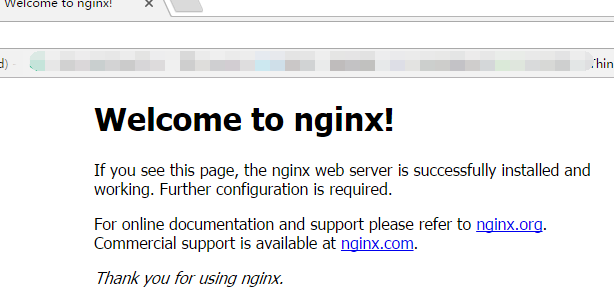 Welcome to nginx!
Welcome to nginx!
If you see this page, the nginx web server is successfully installed and
working. Further configuration is required.
For online documentation and support please refer to nginx.org.
Commercial support is available at nginx.com.
Thank you for using nginx.